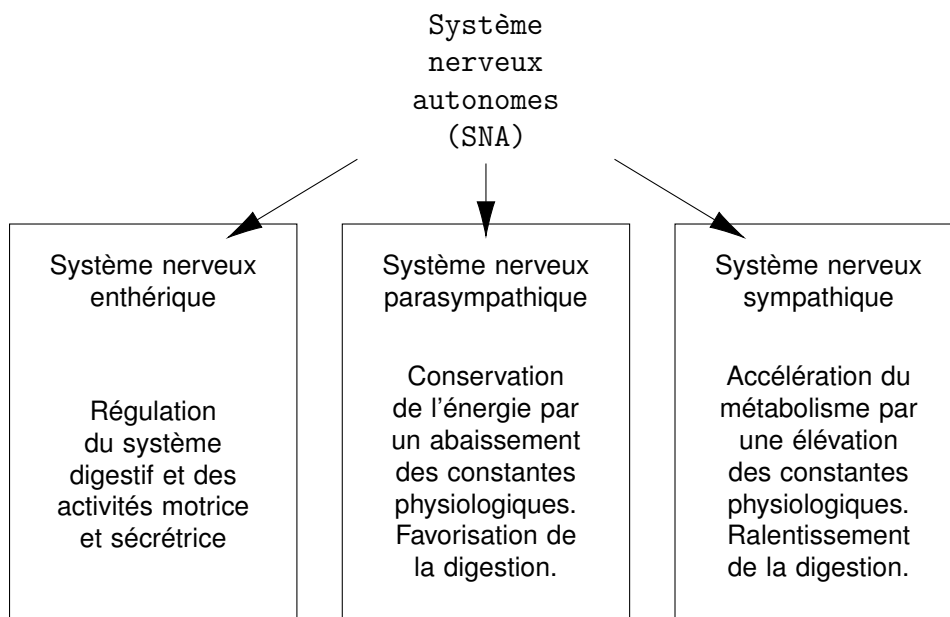 Système
nerveux
autonomes
(SNA)
Système nerveux
enthérique
Régulation
du système
digestif et des
activités motrice
et sécrétrice
Système nerveux
parasympathique
Conservation
de l'énergie par
un abaissement
des constantes
physiologiques.
Favorisation de
la digestion.
Système nerveux
sympathique
Accélération du
métabolisme par
une élévation
des constantes
physiologiques.
Ralentissement
de la digestion.